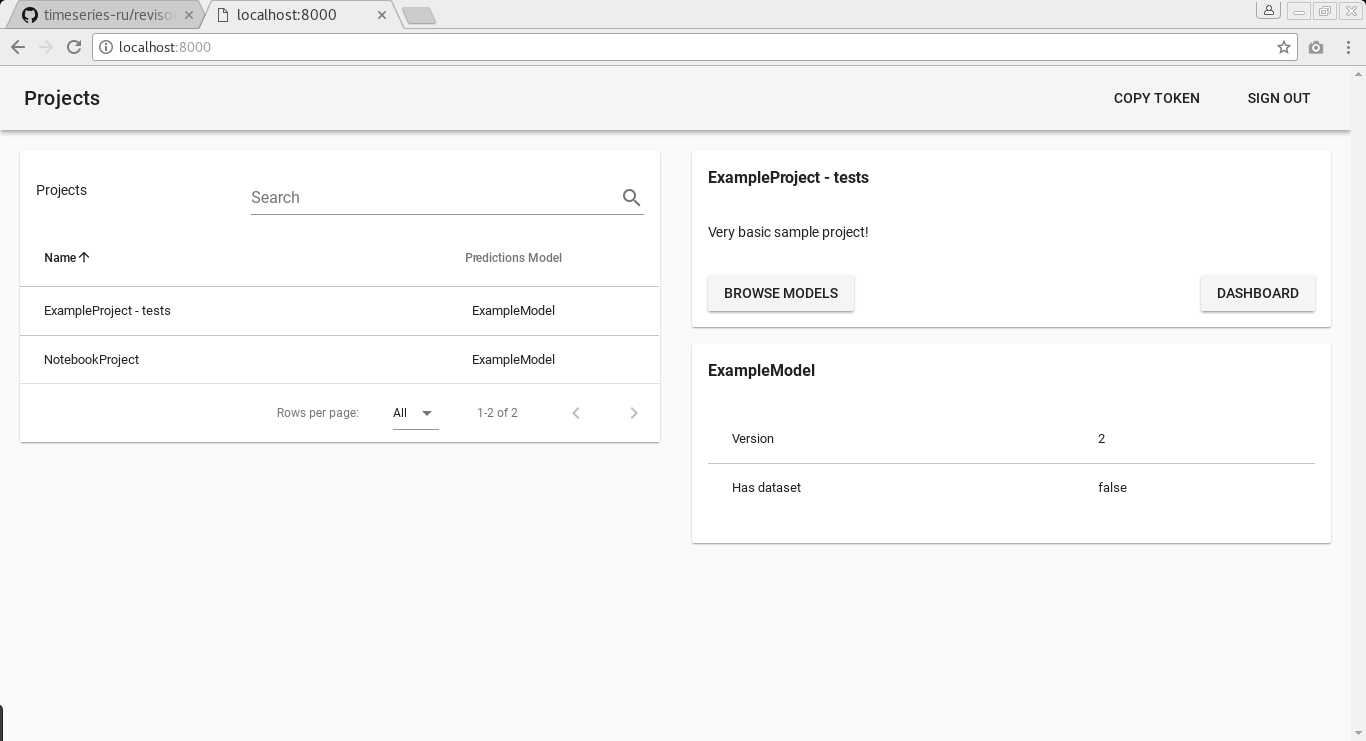 timeseries-ru/revisor
localhost:8000
localhost:8000
Projects
COPY TOKEN
SIGN OUT
Projects
Search
Name
Predictions Model
ExampleProject - tests
ExampleModel
NotebookProject
ExampleModel
Rows per page:
All
1-2 of 2
ExampleProject - tests
Very basic sample project!
BROWSE MODELS
DASHBOARD
ExampleModel
Version
2
Has dataset
false